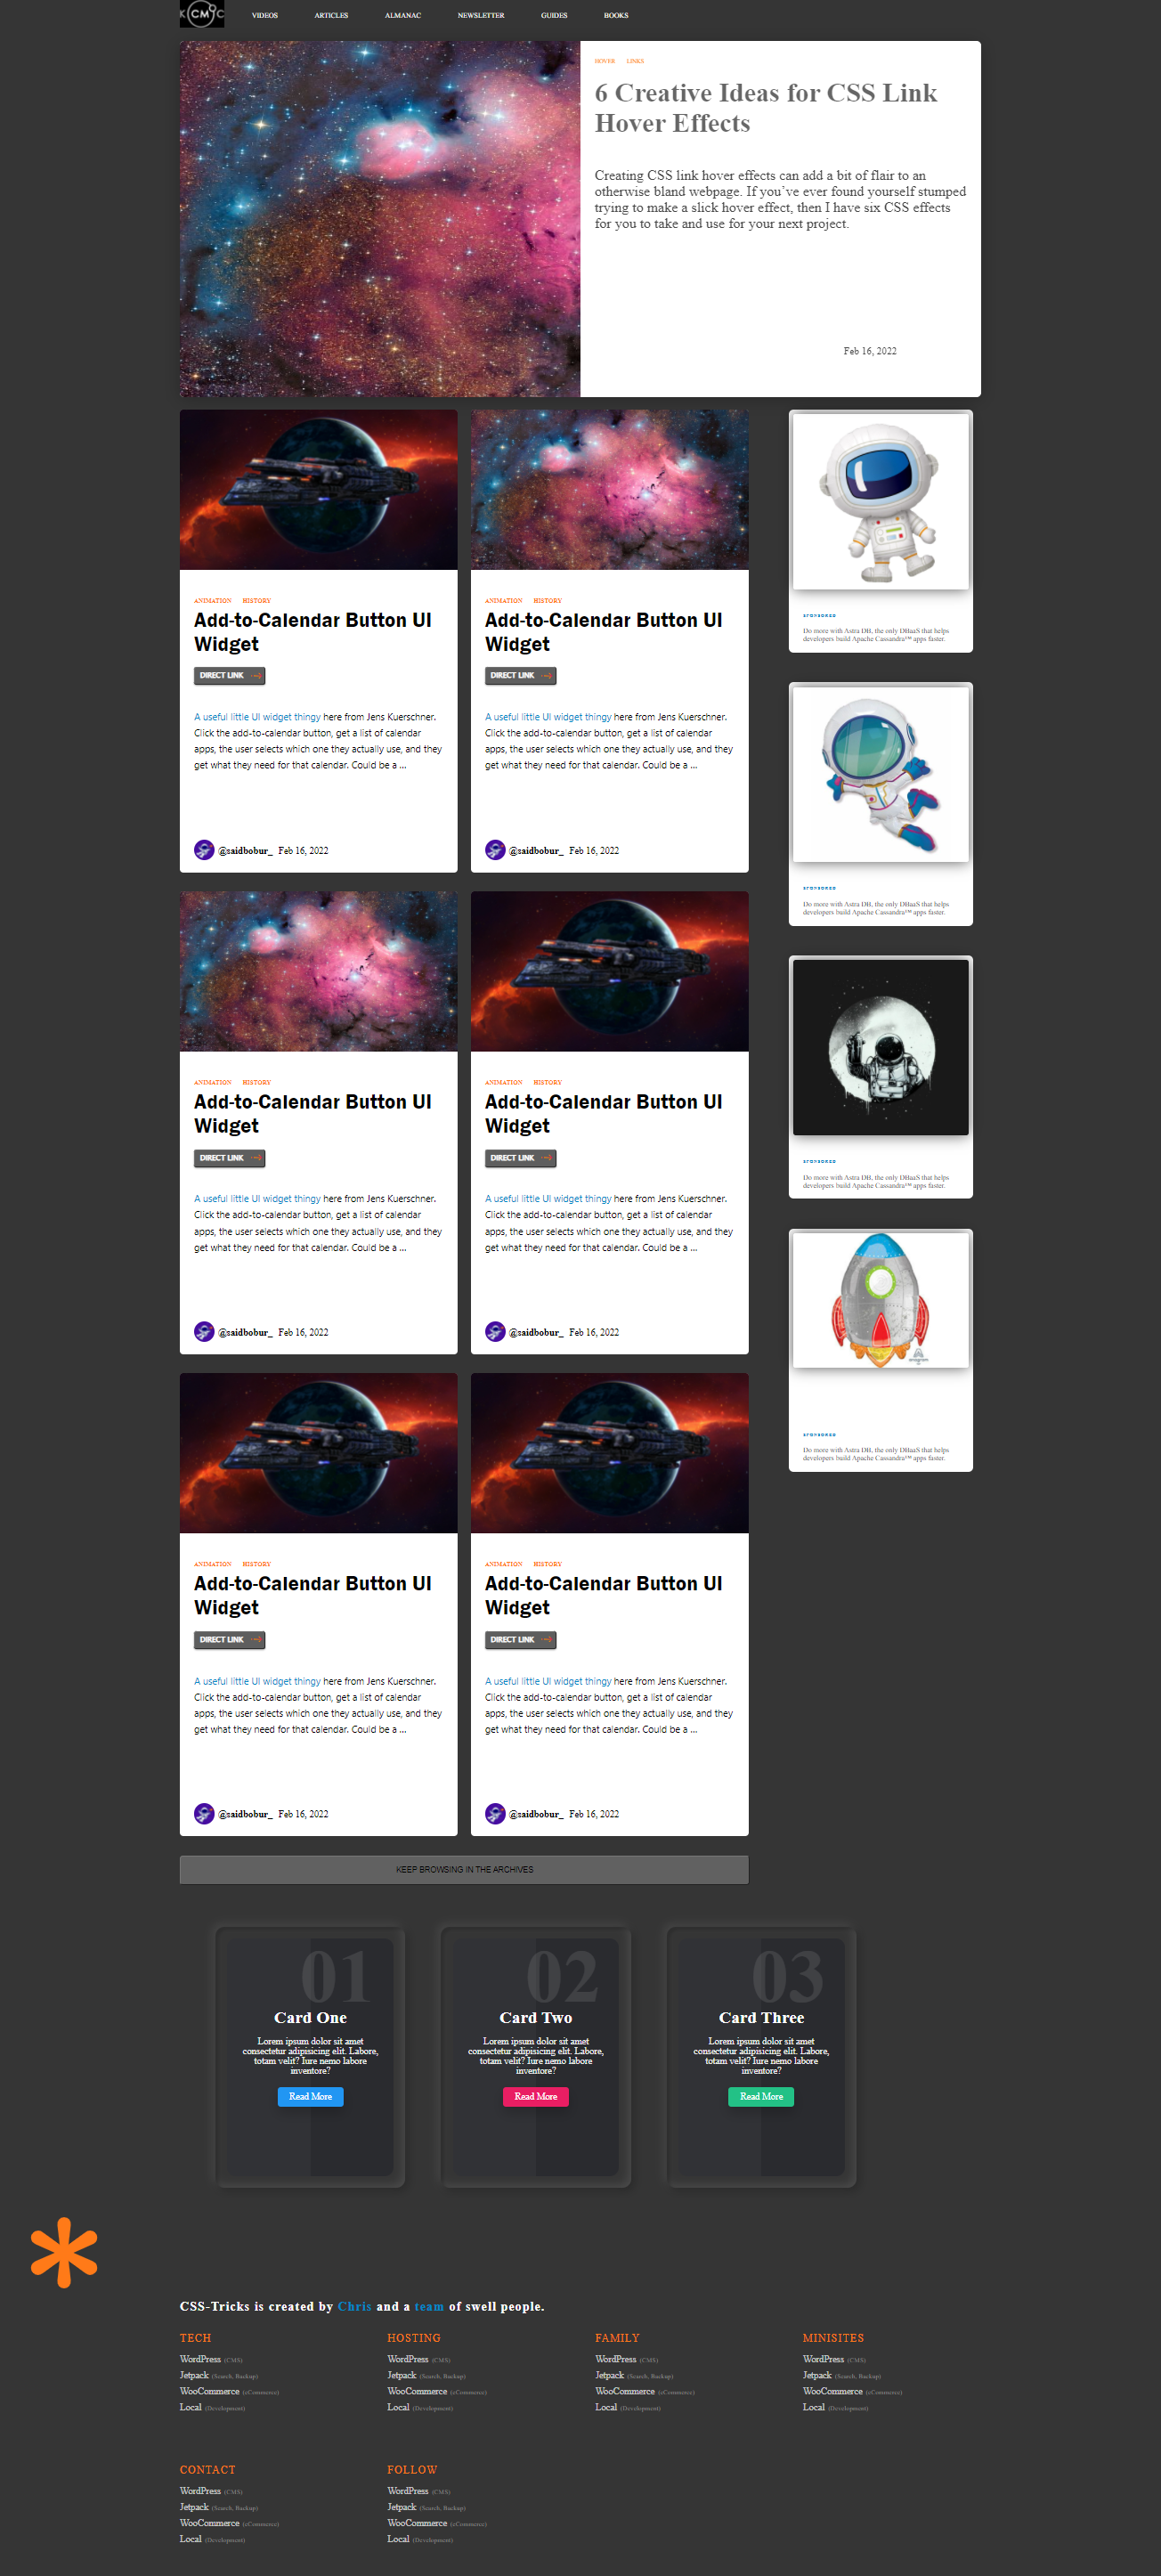 КСМОС
VIDEOS ARTICLES ALMANAC NEWSLETTER GUIDES BOOKS
HOVER LINKS
6 Creative Ideas for CSS Link
Hover Effects
Creating CSS link hover effects can add a bit of flair to an
otherwise bland webpage. If you've ever found yourself stumped
trying to make a slick hover effect, then I have six CSS effects
for you to take and use for your next project.
Feb 16, 2022
ANIMATION HISTORY
Add-to-Calendar Button UI
Widget
DIRECT LINK
A useful little UI widget thingy here from Jens Kuerschner.
Click the add-to-calendar button, get a list of calendar
apps, the user selects which one they actually use, and they
get what they need for that calendar. Could be a ...
@saidbobur_ Feb 16, 2022
ANIMATION HISTORY
Add-to-Calendar Button UI
Widget
DIRECT LINK
A useful little UI widget thingy here from Jens Kuerschner.
Click the add-to-calendar button, get a list of calendar
apps, the user selects which one they actually use, and they
get what they need for that calendar. Could be a ...
@saidbobur_ Feb 16, 2022
ANIMATION HISTORY
Add-to-Calendar Button UI
Widget
DIRECT LINK
A useful little UI widget thingy here from Jens Kuerschner.
Click the add-to-calendar button, get a list of calendar
apps, the user selects which one they actually use, and they
get what they need for that calendar. Could be a ...
@saidbobur_ Feb 16, 2022
ANIMATION HISTORY
Add-to-Calendar Button UI
Widget
DIRECT LINK
A useful little UI widget thingy here from Jens Kuerschner.
Click the add-to-calendar button, get a list of calendar
apps, the user selects which one they actually use, and they
get what they need for that calendar. Could be a ...
@saidbobur_ Feb 16, 2022
ANIMATION HISTORY
Add-to-Calendar Button UI
Widget
DIRECT LINK
A useful little UI widget thingy here from Jens Kuerschner.
Click the add-to-calendar button, get a list of calendar
apps, the user selects which one they actually use, and they
get what they need for that calendar. Could be a ...
@saidbobur_ Feb 16, 2022
ANIMATION HISTORY
Add-to-Calendar Button UI
Widget
DIRECT LINK
A useful little UI widget thingy here from Jens Kuerschner.
Click the add-to-calendar button, get a list of calendar
apps, the user selects which one they actually use, and they
get what they need for that calendar. Could be a ...
@saidbobur_ Feb 16, 2022
KEEP BROWSING IN THE ARCHIVES
SPONSORED
Do more with Astra DB, the only DBaaS that helps
developers build Apache Cassandra™ apps faster.
SPONSORED
Do more with Astra DB, the only DBaaS that helps
developers build Apache Cassandra™ apps faster.
SPONSORED
Do more with Astra DB, the only DBaaS that helps
developers build Apache Cassandra™ apps faster.
anagram
SPONSORED
Do more with Astra DB, the only DBaaS that helps
developers build Apache Cassandra™ apps faster.
01
Card One
Lorem ipsum dolor sit amet
consectetur adipisicing elit. Labore,
totam velit? Iure nemo labore
inventore?
Read More
02
Card Two
Lorem ipsum dolor sit amet
consectetur adipisicing elit. Labore,
totam velit? Iure nemo labore
inventore?
Read More
03
Card Three
Lorem ipsum dolor sit amet
consectetur adipisicing elit. Labore,
totam velit? Iure nemo labore
inventore?
Read More
CSS-Tricks is created by Chris and a team of swell people.
TECH
WordPress (CMS)
Jetpack (Search, Backup)
WooCommerce (eCommerce)
Local (Development)
HOSTING
WordPress (CMS)
Jetpack (Search, Backup)
WooCommerce (eCommerce)
Local (Development)
FAMILY
WordPress (CMS)
Jetpack (Search, Backup)
WooCommerce (eCommerce)
Local (Development)
MINISITES
WordPress (CMS)
Jetpack (Search, Backup)
WooCommerce (eCommerce)
Local (Development)
CONTACT
WordPress (CMS)
Jetpack (Search, Backup)
WooCommerce (eCommerce)
Local (Development)
FOLLOW
WordPress (CMS)
Jetpack (Search, Backup)
WooCommerce (eCommerce)
Local (Development)